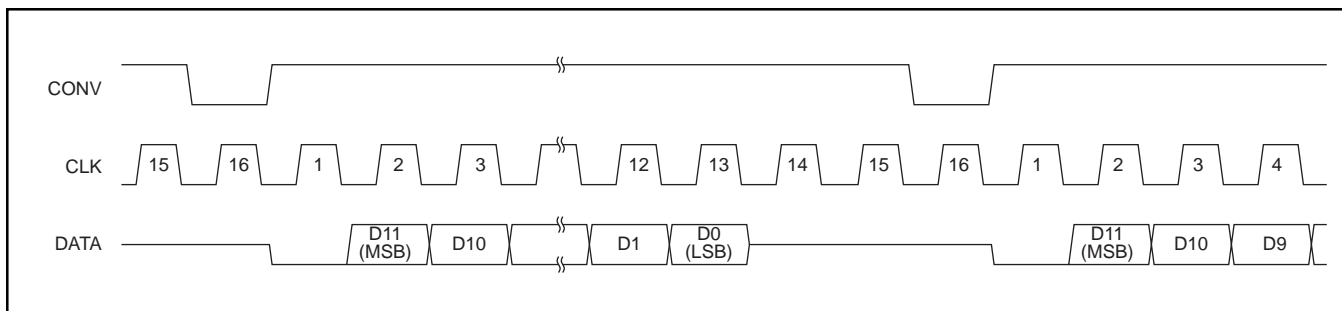 CONV
CLK
15 16 1 2 3 12 13 14 15 16 1 2 3 4
DATA
D11
(MSB)
D10
D1
D0
(LSB)
D11
(MSB)
D10
D9